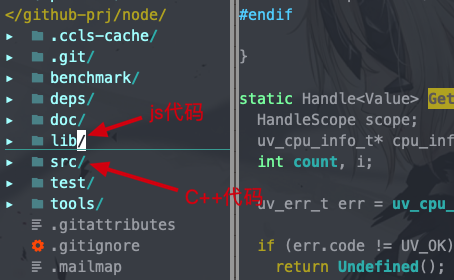 </github-prj/node/
▸ .ccls-cache/
▸ .git/
▸ benchmark/
▸ deps/
▸ doc/
▸ lib/
▸ src/
▸ test/
▸ tools/
.gitattributes
.gitignore
.mailmap
js代码
C++代码
#endif
}
static Handle<Value> Get
HandleScope scope;
uv_cpu_info_t* cpu_inf
int count, i;
uv_err_t err = uv_cpu_
if (err.code != UV_OK)
return Undefined();